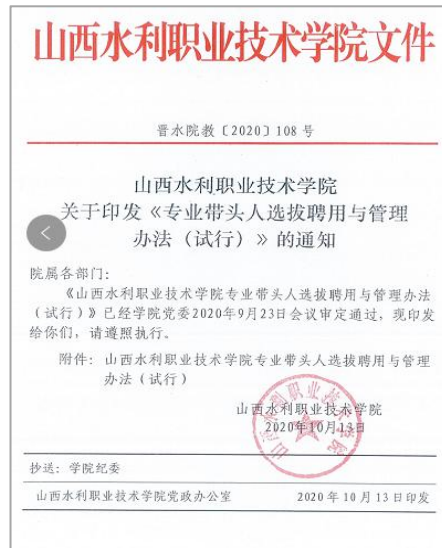 山西水利职业技术学院文件
晋水院教〔2020〕108号
山西水利职业技术学院
关于印发《专业带头人选拔聘用与管理
办法（试行）》的通知
院属各部门：
《山西水利职业技术学院专业带头人选拔聘用与管理办法
（试行）》已经学院党委2020年9月23日会议审定通过，现印发
给你们，请遵照执行。
附件：山西水利职业技术学院专业带头人选拔聘用与管理
办法（试行）
山西水利职业技术学院
2020年10月13日
山西水利职业技术学院
抄送：学院纪委
山西水利职业技术学院党政办公室 2020年10月13日印发